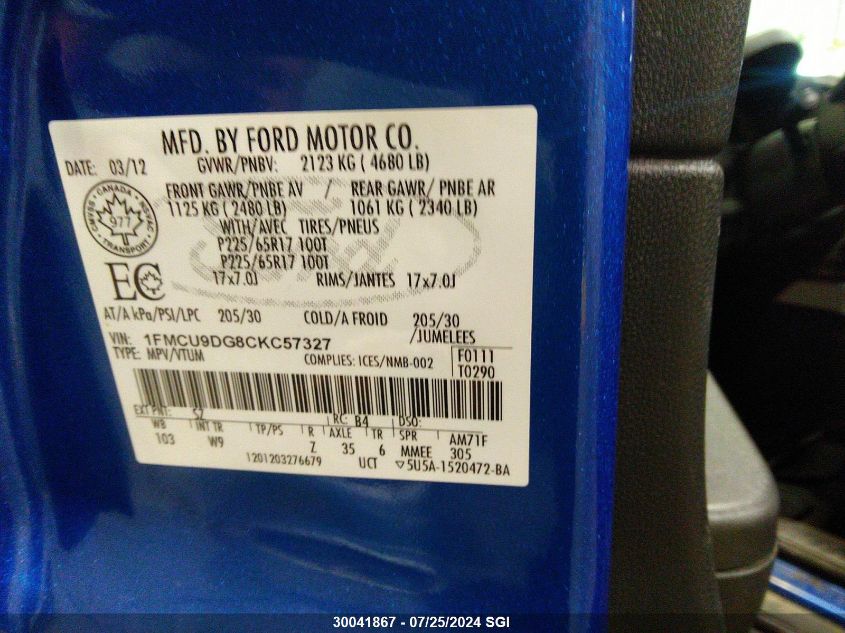 MFD. BY FORD MOTOR CO.
DATE: 03/12 GVWR/PNBV: 2123 KG ( 4680 LB)
FRONT GAWR/PNBE AV / REAR GAWR/ PNBE AR
1125 KG ( 2480 LB) 1061 KG ( 2340 LB)
WITH/AVEC TIRES/PNEUS
P225/65R17 100T
P225/65R17 100T
17x7.0J RIMS/JANTES 17x7.0J
CANADA
977
TRANSPORT
EC
AT/A kPa/PSI/LPC 205/30 COLD/A FROID 205/30
/JUMELEES
VIN: 1FMCU9DG8CKC57327
TYPE: MPV/VTUM COMPLIES: ICES/NMB-002 F0111
T0290
EXT PNT: SZ RC: B4 DSO:
WB INT TR TP/PS R AXLE TR SPR AM71F
103 W9 Z 35 6 MMEE 305
1201203276679 UCT 5U5A-1520472-BA
30041867 - 07/25/2024 SGI